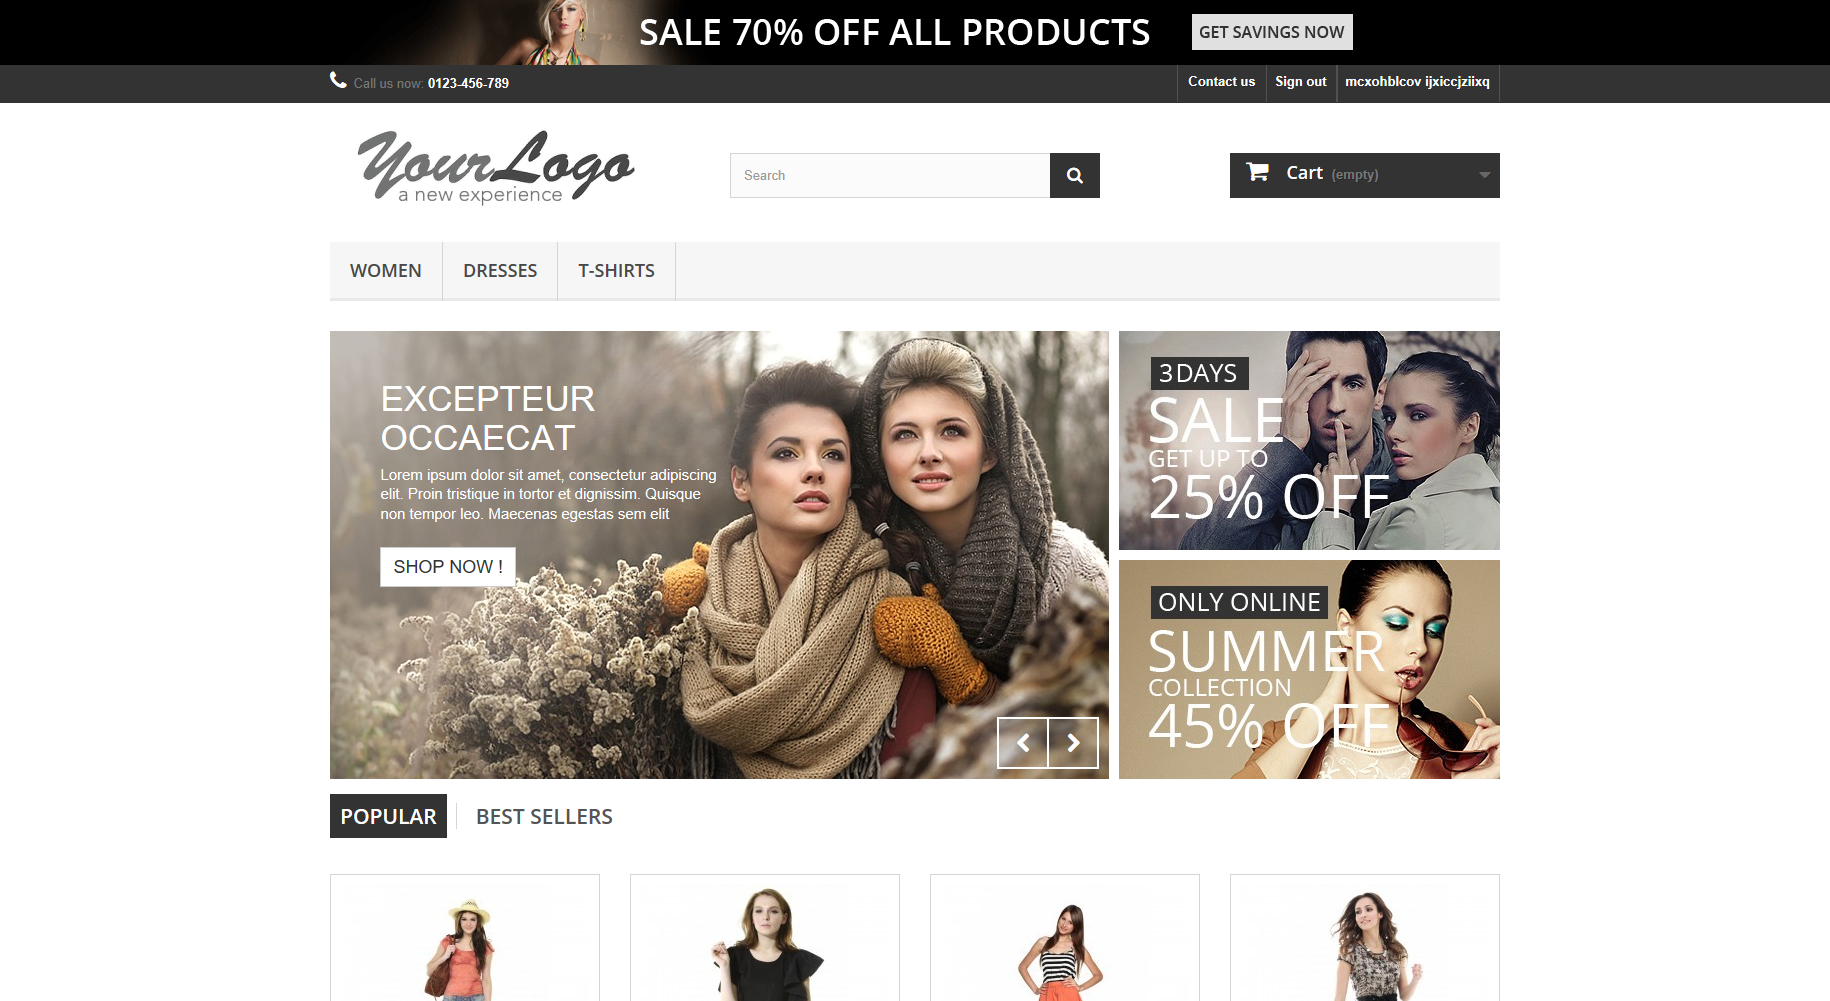 SALE 70% OFF ALL PRODUCTS
GET SAVINGS NOW
Call us now: 0123-456-789
Contact us
Sign out
mcxohblcov ijxiccjziixq
YourLogo
a new experience
Search
Cart (empty)
WOMEN
DRESSES
T-SHIRTS
EXCEPTEUR
OCCAECAT
Lorem ipsum dolor sit amet, consectetur adipiscing
elit. Proin tristique in tortor et dignissim. Quisque
non tempor leo. Maecenas egestas sem elit
SHOP NOW !
3 DAYS
SALE
GET UP TO
25% OFF
ONLY ONLINE
SUMMER
COLLECTION
45% OFF
POPULAR
BEST SELLERS